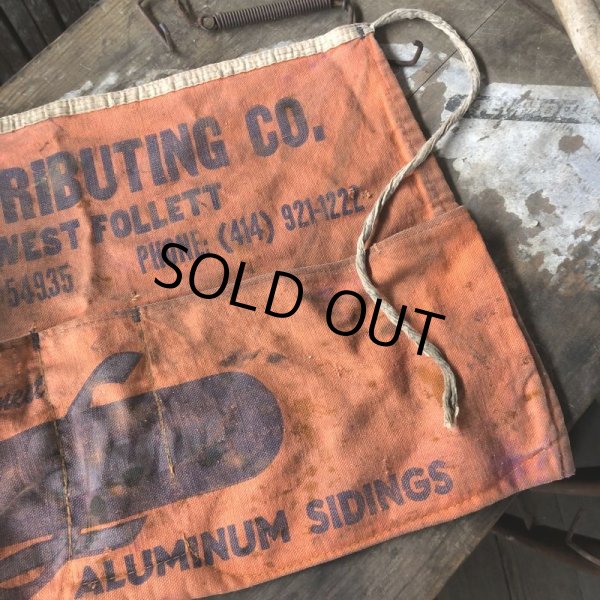 RIBUTING CO.
WEST FOLLETT
54935 PHONE: (414) 921-1222
SOLD OUT
ALUMINUM SIDINGS